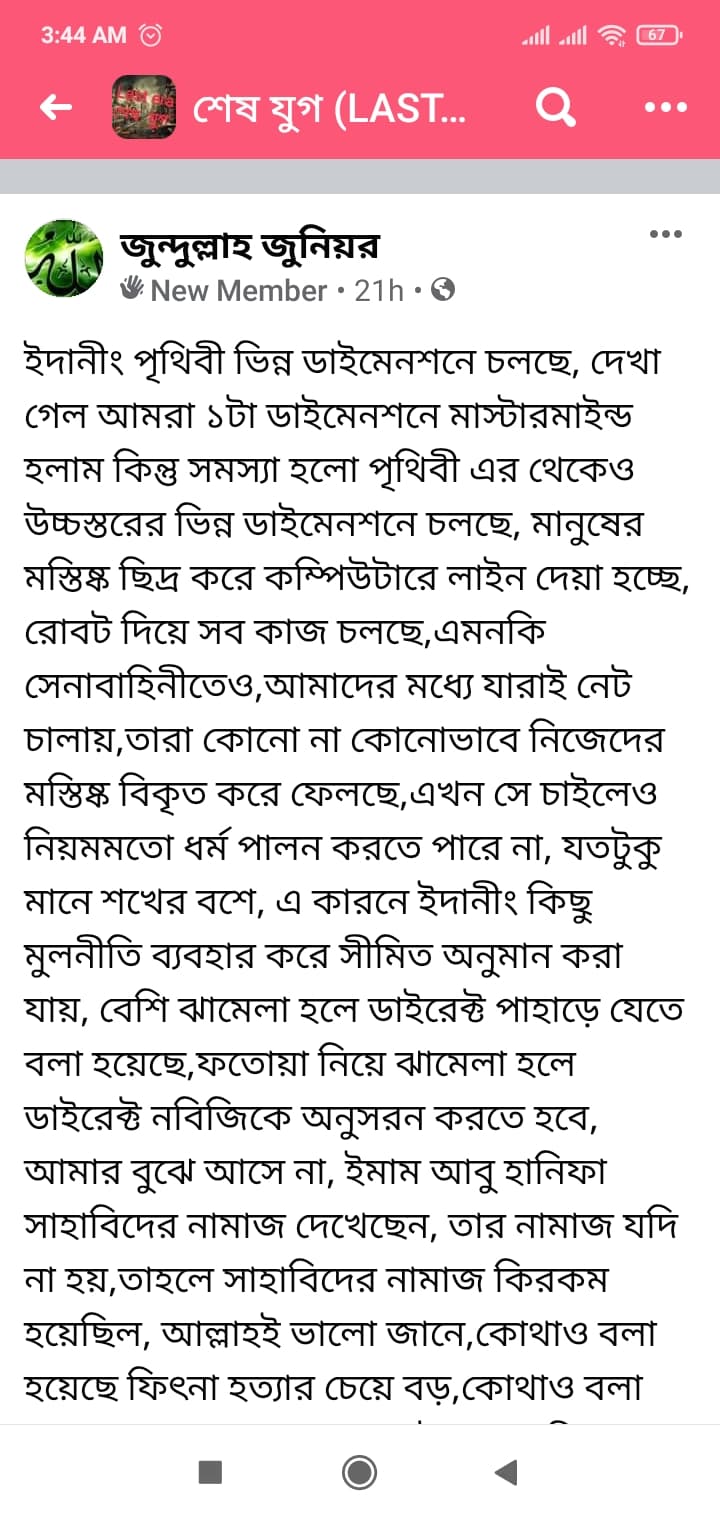 3:44 AM
67
শেষ যুগ (LAST...
জুন্দুল্লাহ জুনিয়র
New Member • 21h •
ইদানীং পৃথিবী ভিন্ন ডাইমেনশনে চলছে, দেখা
গেল আমরা ১টা ডাইমেনশনে মাস্টারমাইন্ড
হলাম কিন্তু সমস্যা হলো পৃথিবী এর থেকেও
উচ্চস্তরের ভিন্ন ডাইমেনশনে চলছে, মানুষের
মস্তিষ্ক ছিদ্র করে কম্পিউটারে লাইন দেয়া হচ্ছে,
রোবট দিয়ে সব কাজ চলছে,এমনকি
সেনাবাহিনীতেও,আমাদের মধ্যে যারাই নেট
চালায়,তারা কোনো না কোনোভাবে নিজেদের
মস্তিষ্ক বিকৃত করে ফেলছে,এখন সে চাইলেও
নিয়মমতো ধর্ম পালন করতে পারে না, যতটুকু
মানে শখের বশে, এ কারনে ইদানীং কিছু
মুলনীতি ব্যবহার করে সীমিত অনুমান করা
যায়, বেশি ঝামেলা হলে ডাইরেক্ট পাহাড়ে যেতে
বলা হয়েছে,ফতোয়া নিয়ে ঝামেলা হলে
ডাইরেক্ট নবিজিকে অনুসরন করতে হবে,
আমার বুঝে আসে না, ইমাম আবু হানিফা
সাহাবিদের নামাজ দেখেছেন, তার নামাজ যদি
না হয়,তাহলে সাহাবিদের নামাজ কিরকম
হয়েছিল, আল্লাহই ভালো জানে,কোথাও বলা
হয়েছে ফিৎনা হত্যার চেয়ে বড়,কোথাও বলা